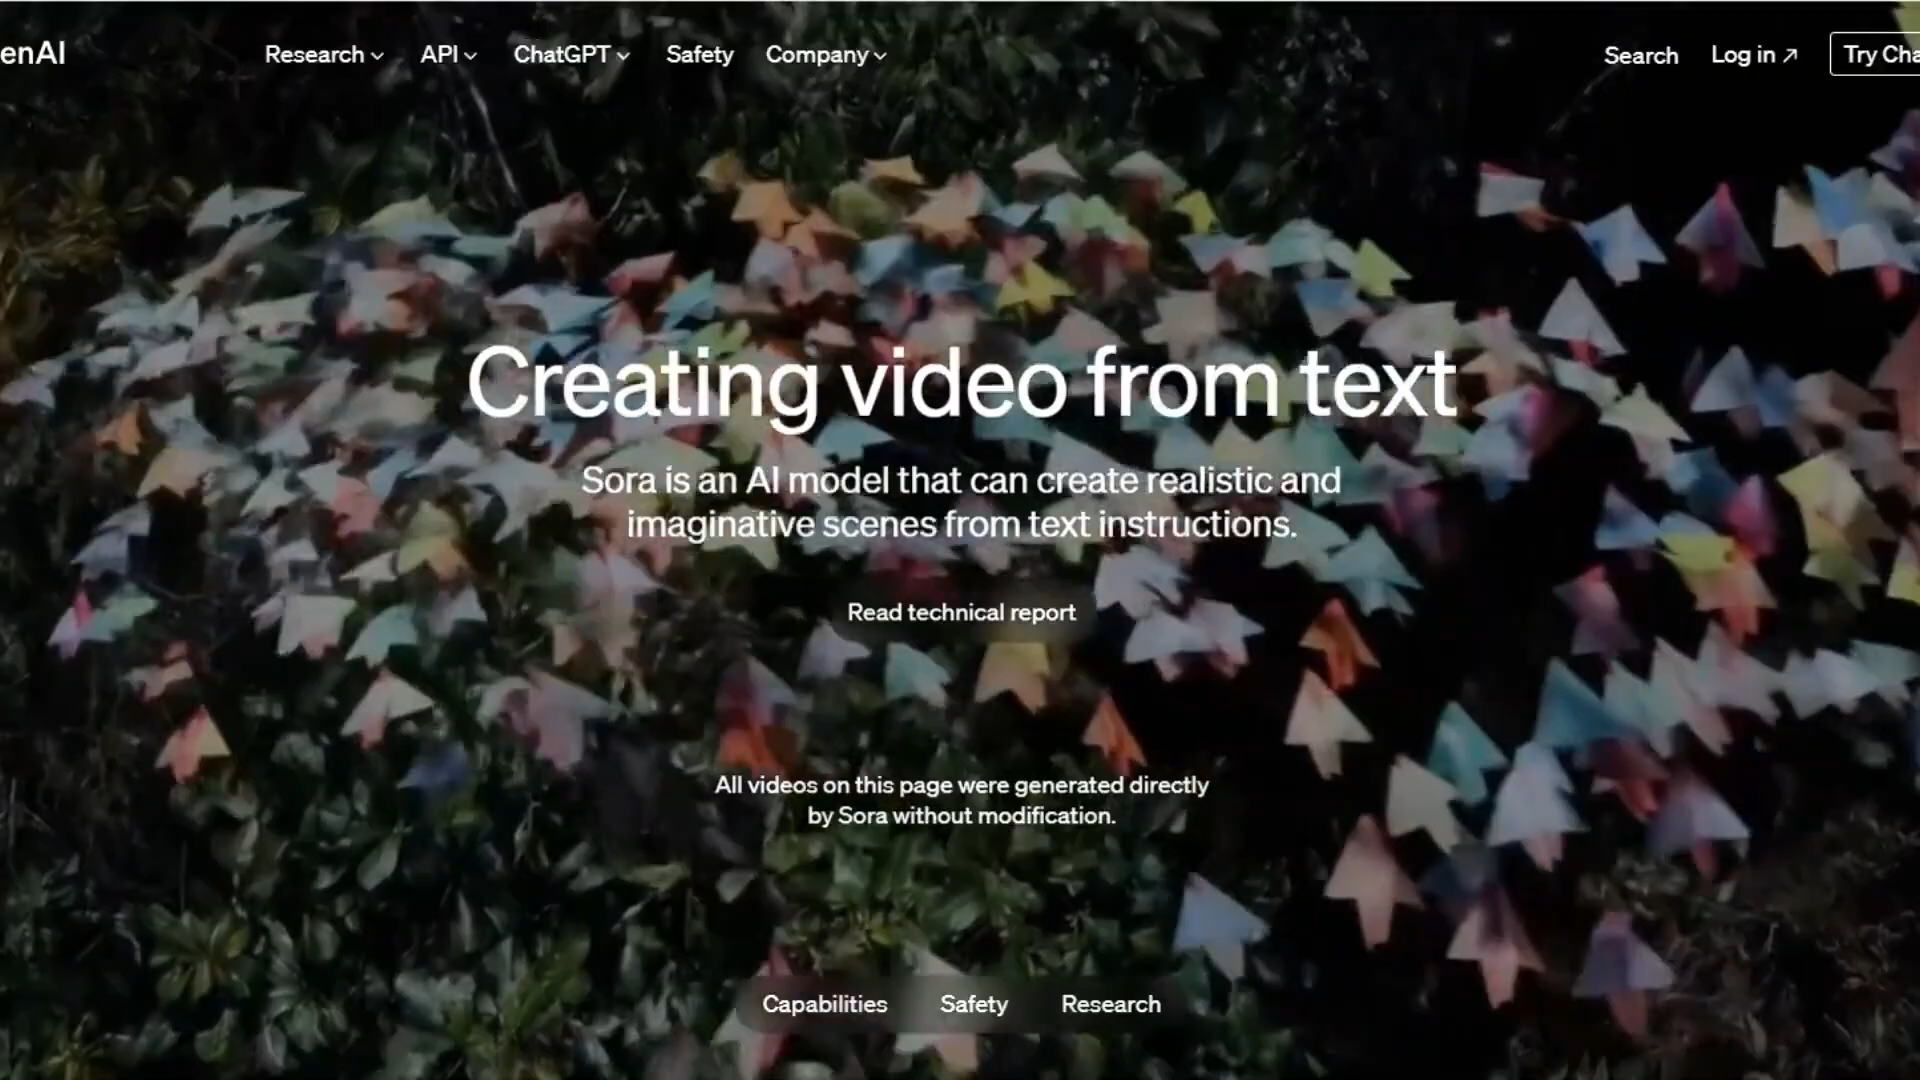 enAI
Research
API
ChatGPT
Safety
Company
Search
Log in ↗
Try Cha
Creating video from text
Sora is an AI model that can create realistic and
imaginative scenes from text instructions.
Read technical report
All videos on this page were generated directly
by Sora without modification.
Capabilities
Safety
Research